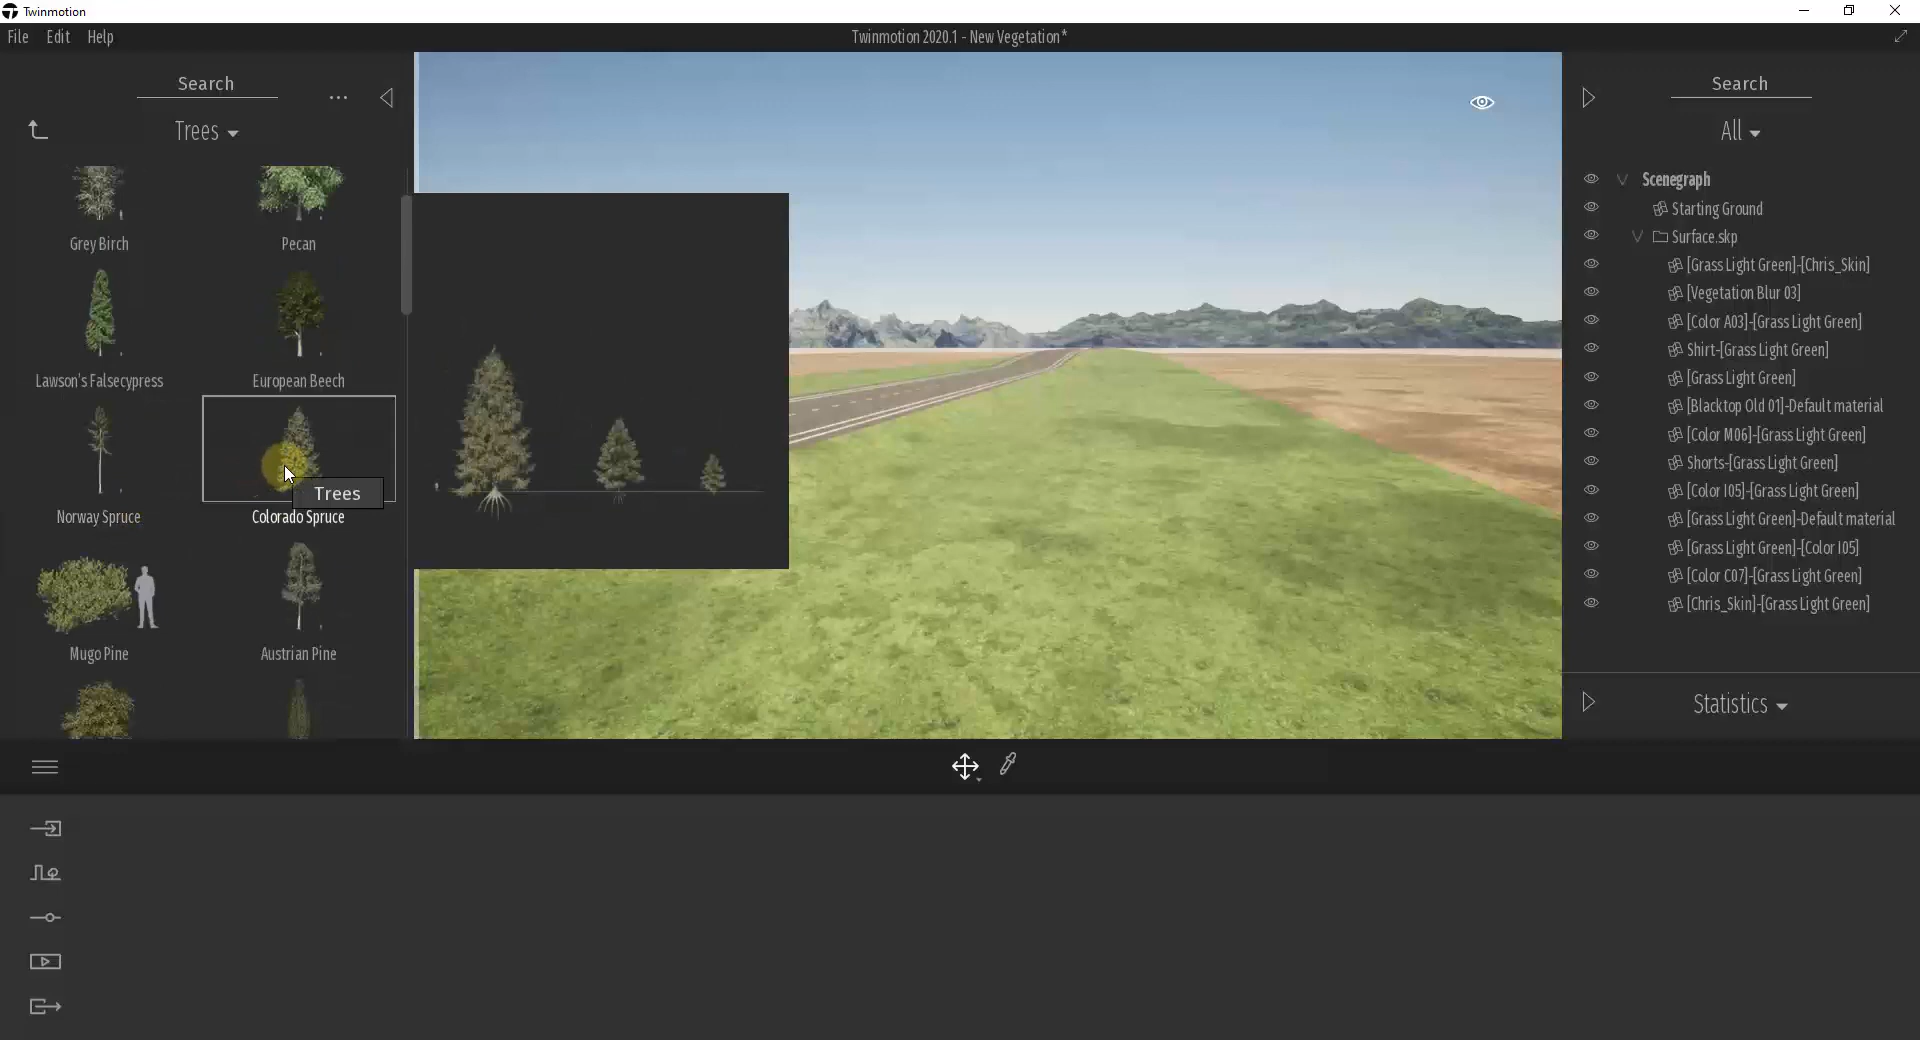 Twinmotion
File Edit Help
Twinmotion 2020.1 - New Vegetation*
Search
...
Trees
Grey Birch
Pecan
Lawson's Falsecypress
European Beech
Norway Spruce
Colorado Spruce
Trees
Mugo Pine
Austrian Pine
Search
All
Scenegraph
Starting Ground
Surface.skp
[Grass Light Green]-[Chris_Skin]
[Vegetation Blur 03]
[Color A03]-[Grass Light Green]
Shirt-[Grass Light Green]
[Grass Light Green]
[Blacktop Old 01]-Default material
[Color M06]-[Grass Light Green]
Shorts-[Grass Light Green]
[Color I05]-[Grass Light Green]
[Grass Light Green]-Default material
[Grass Light Green]-[Color I05]
[Color C07]-[Grass Light Green]
[Chris_Skin]-[Grass Light Green]
Statistics